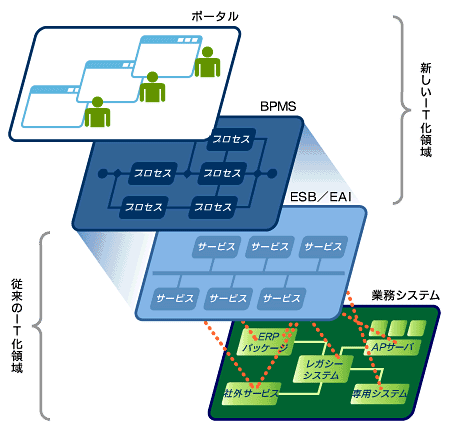 ポータル
新しいIT化領域
BPMS
プロセス
プロセス
プロセス
プロセス
プロセス
ESB／EAI
サービス
サービス
サービス
サービス
サービス
サービス
従来のIT化領域
業務システム
ERP
パッケージ
APサーバ
レガシー
システム
社外サービス
専用システム